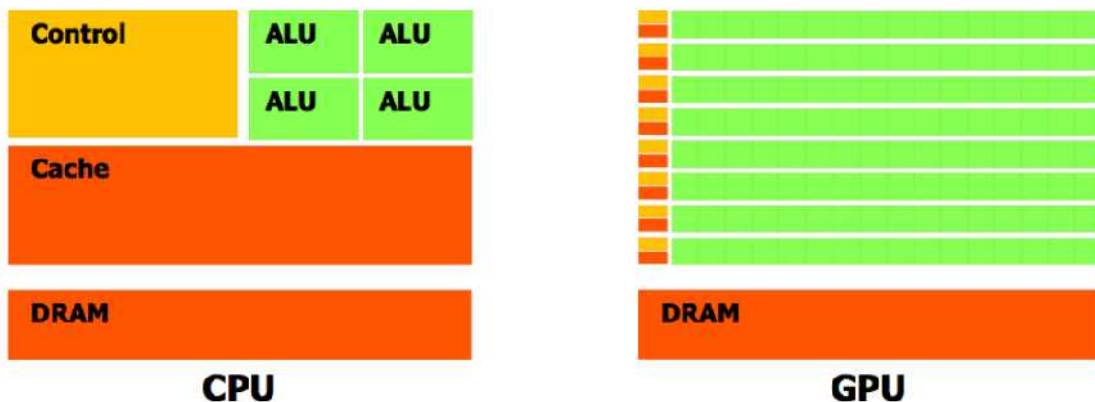 Control
ALU ALU
ALU ALU
Cache
DRAM
CPU
DRAM
GPU